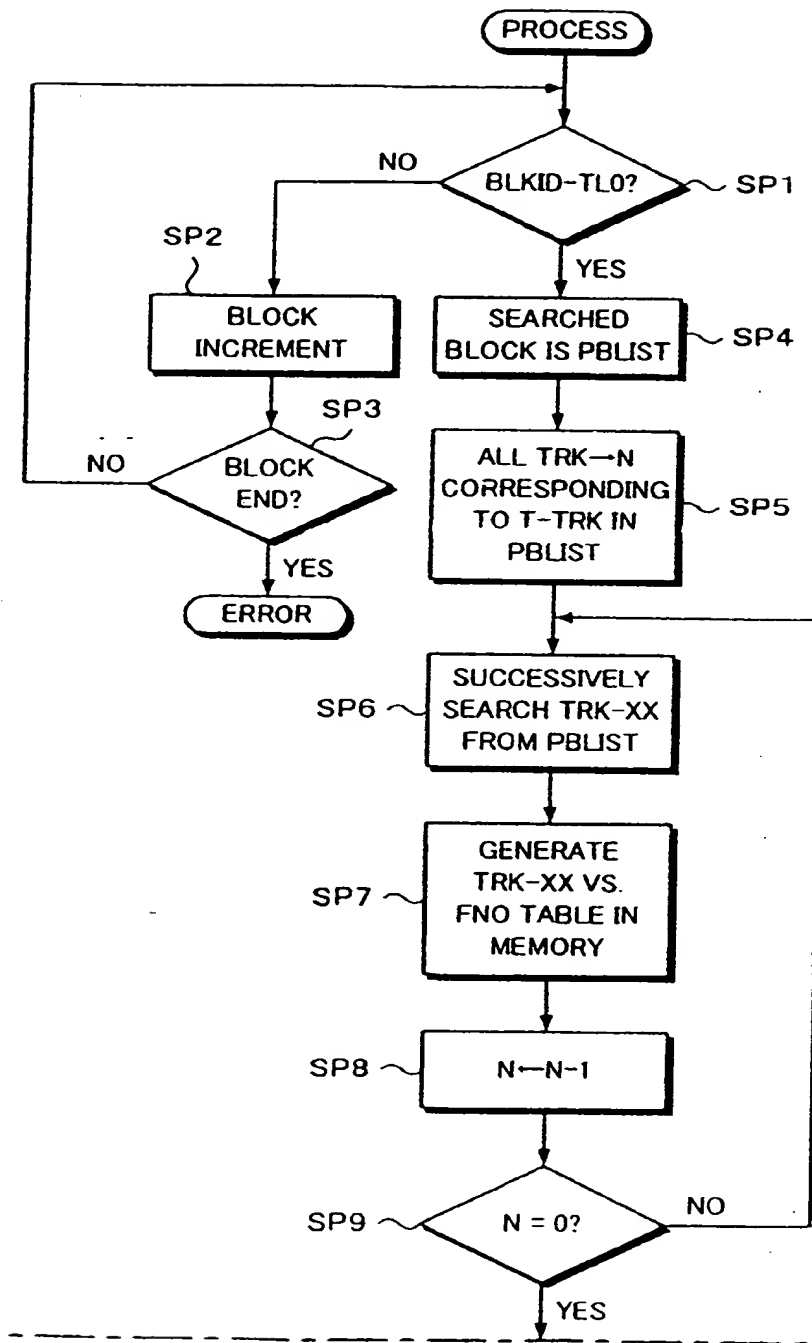 PROCESS
NO
BLKID-TL0?
SP1
SP2
YES
BLOCK
INCREMENT
SEARCHED
BLOCK IS PBLIST
SP4
SP3
NO
BLOCK
END?
ALL TRK→N
CORRESPONDING
TO T-TRK IN
PBLIST
SP5
YES
ERROR
SP6
SUCCESSIVELY
SEARCH TRK-XX
FROM PBLIST
SP7
GENERATE
TRK-XX VS.
FNO TABLE IN
MEMORY
SP8
N←N-1
SP9
N = 0?
NO
YES